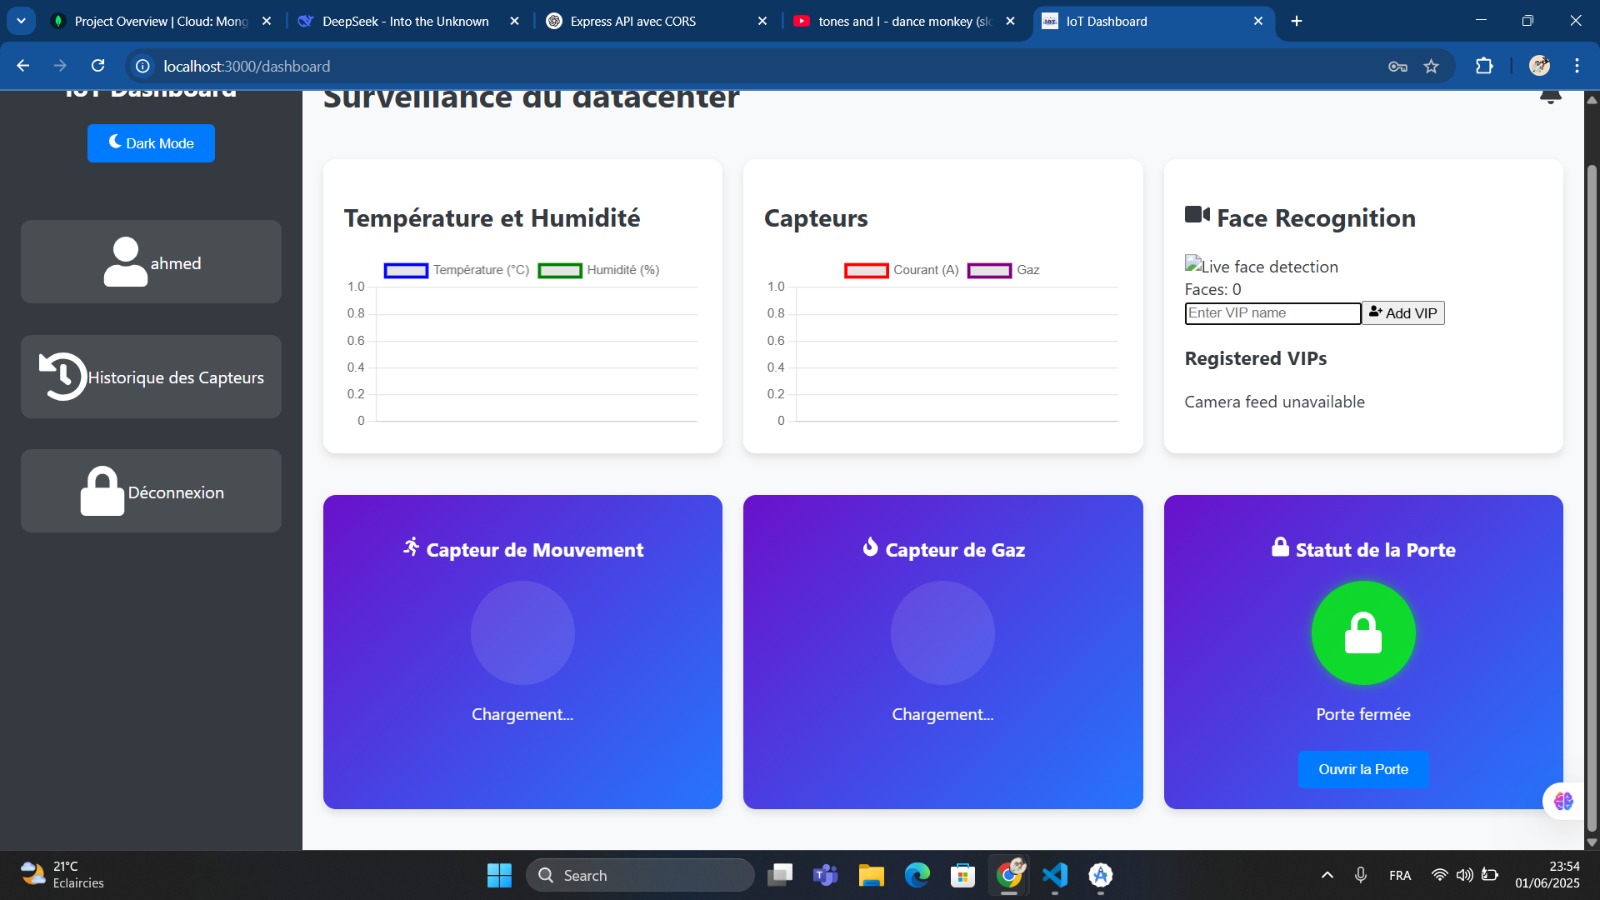 Project Overview | Cloud: Mong
DeepSeek - Into the Unknown
Express API avec CORS
tones and I - dance monkey (slo
IoT Dashboard
localhost:3000/dashboard
IoT Dashboard
Dark Mode
ahmed
Historique des Capteurs
Déconnexion
Surveillance du datacenter
Température et Humidité
Température (°C)
Humidité (%)
1.0
0.8
0.6
0.4
0.2
0
Capteurs
Courant (A)
Gaz
1.0
0.8
0.6
0.4
0.2
0
Face Recognition
Live face detection
Faces: 0
Enter VIP name
Add VIP
Registered VIPs
Camera feed unavailable
Capteur de Mouvement
Chargement...
Capteur de Gaz
Chargement...
Statut de la Porte
Porte fermée
Ouvrir la Porte
21°C
Eclaircies
Search
FRA
23:54
01/06/2025